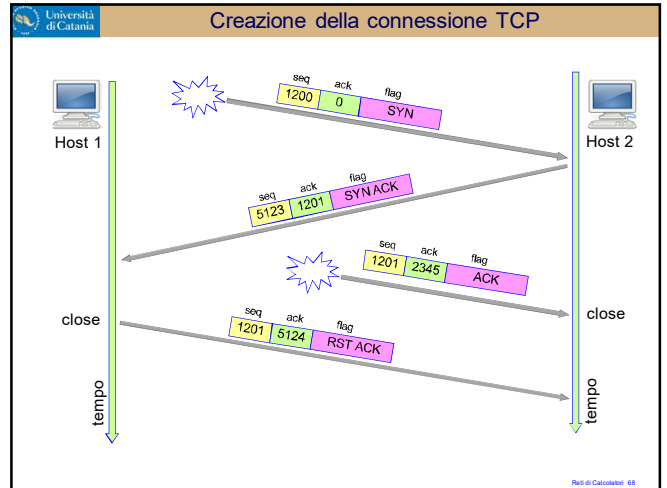 Università
di Catania
Creazione della connessione TCP
seq ack flag
1200 0 SYN
Host 1
Host 2
seq ack flag
5123 1201 SYN ACK
seq ack flag
1201 2345 ACK
close
close
seq ack flag
1201 5124 RST ACK
tempo
tempo
Reti di Calcolatori 68